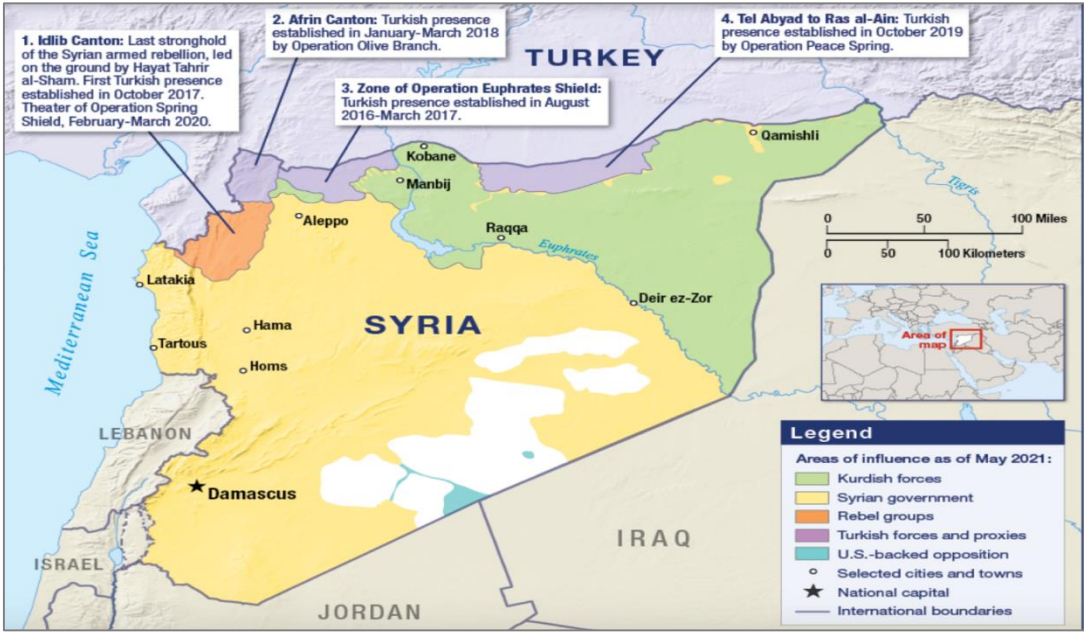 1. Idlib Canton: Last stronghold
of the Syrian armed rebellion, led
on the ground by Hayat Tahrir
al-Sham. First Turkish presence
established in October 2017.
Theater of Operation Spring
Shield, February-March 2020.
2. Afrin Canton: Turkish presence
established in January-March 2018
by Operation Olive Branch.
3. Zone of Operation Euphrates Shield:
Turkish presence established in August
2016-March 2017.
4. Tel Abyad to Ras al-Ain: Turkish
presence established in October 2019
by Operation Peace Spring.
TURKEY
Qamishli
Kobane
Manbij
Tigris
Aleppo
Raqqa
Euphrates
0 50 100 Miles
0 50 100 Kilometers
Mediterranean Sea
Latakia
Deir ez-Zor
Hama
SYRIA
Tartous
Homs
Area of
map
LEBANON
Damascus
IRAQ
ISRAEL
JORDAN
Legend
Areas of influence as of May 2021:
Kurdish forces
Syrian government
Rebel groups
Turkish forces and proxies
U.S.-backed opposition
Selected cities and towns
National capital
International boundaries